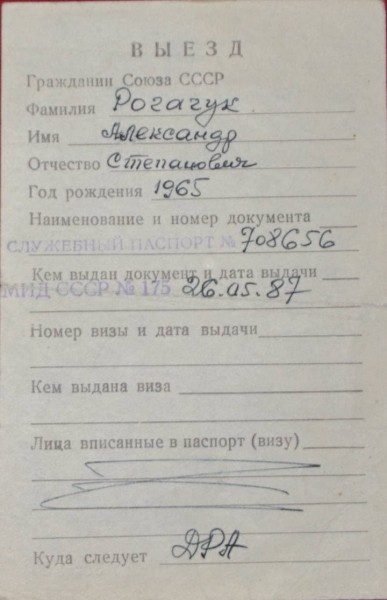 ВЫЕЗД
Гражданин Союза ССР
Фамилия Рогачук
Имя Александр
Отчество Степанович
Год рождения 1965
Наименование и номер документа
СЛУЖЕБНЫЙ ПАСПОРТ № 708656
Кем выдан документ и дата выдачи
МИД СССР № 175 26.05.87
Номер визы и дата выдачи
Кем выдана виза
Лица вписанные в паспорт (визу)
Куда следует ДРА